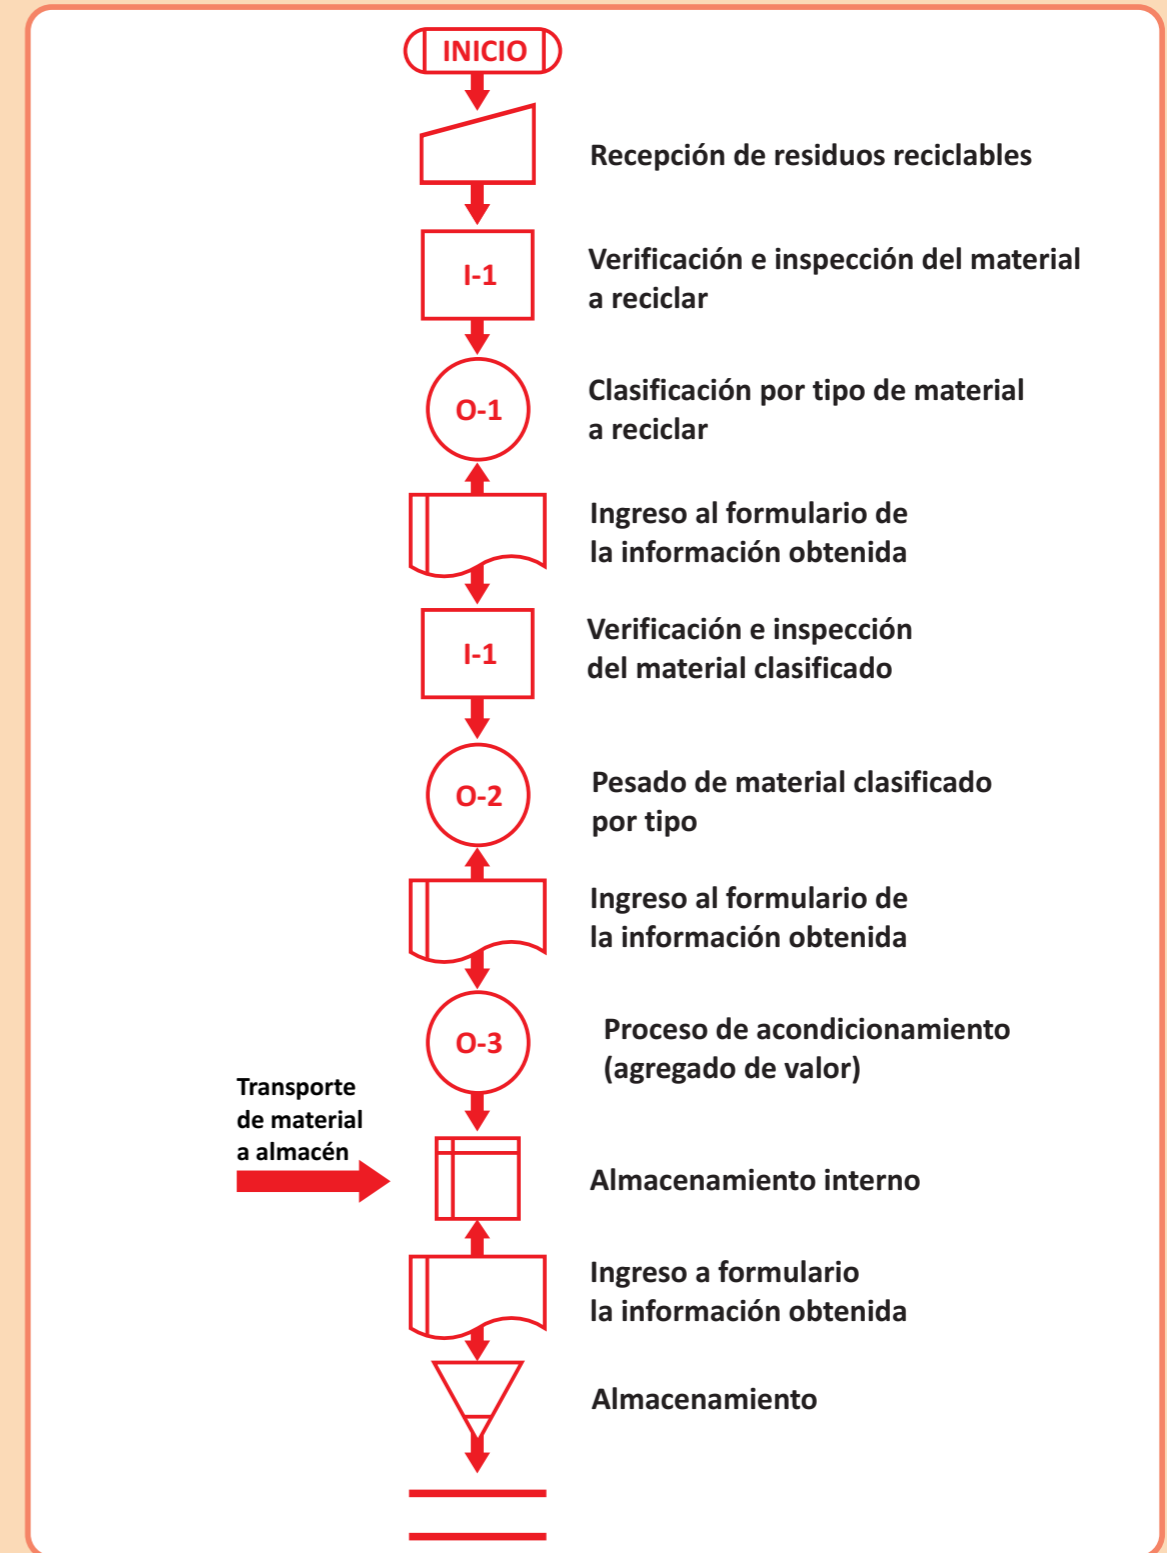 INICIO
Recepción de residuos reciclables
I-1
Verificación e inspección del material
a reciclar
O-1
Clasificación por tipo de material
a reciclar
Ingreso al formulario de
la información obtenida
I-1
Verificación e inspección
del material clasificado
O-2
Pesado de material clasificado
por tipo
Ingreso al formulario de
la información obtenida
O-3
Proceso de acondicionamiento
(agregado de valor)
Transporte
de material
a almacén
Almacenamiento interno
Ingreso a formulario
la información obtenida
Almacenamiento